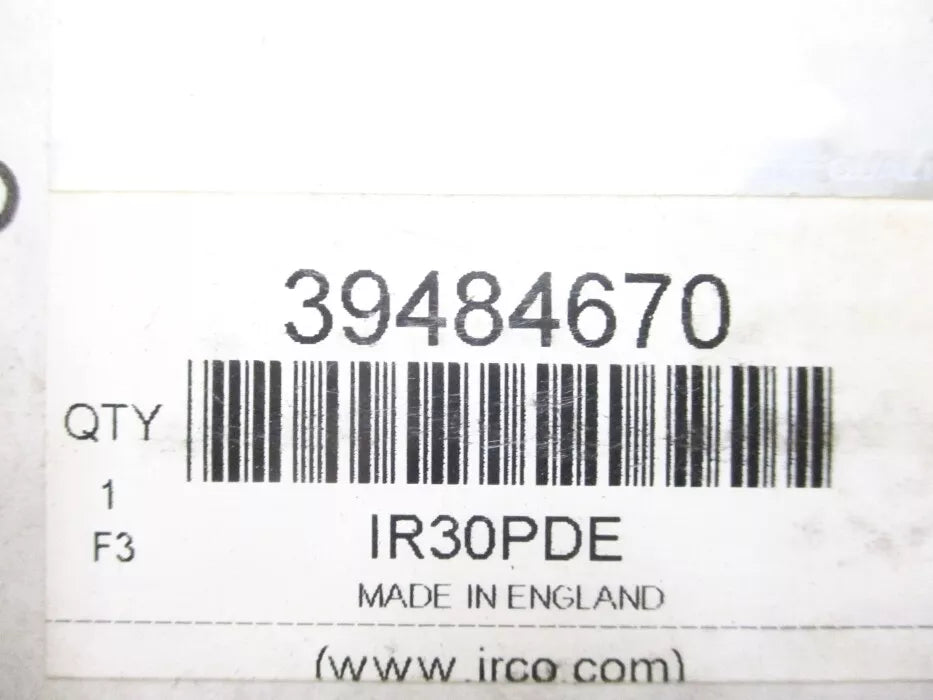 39484670
QTY
1
F3
IR30PDE
MADE IN ENGLAND
(www.irco.com)